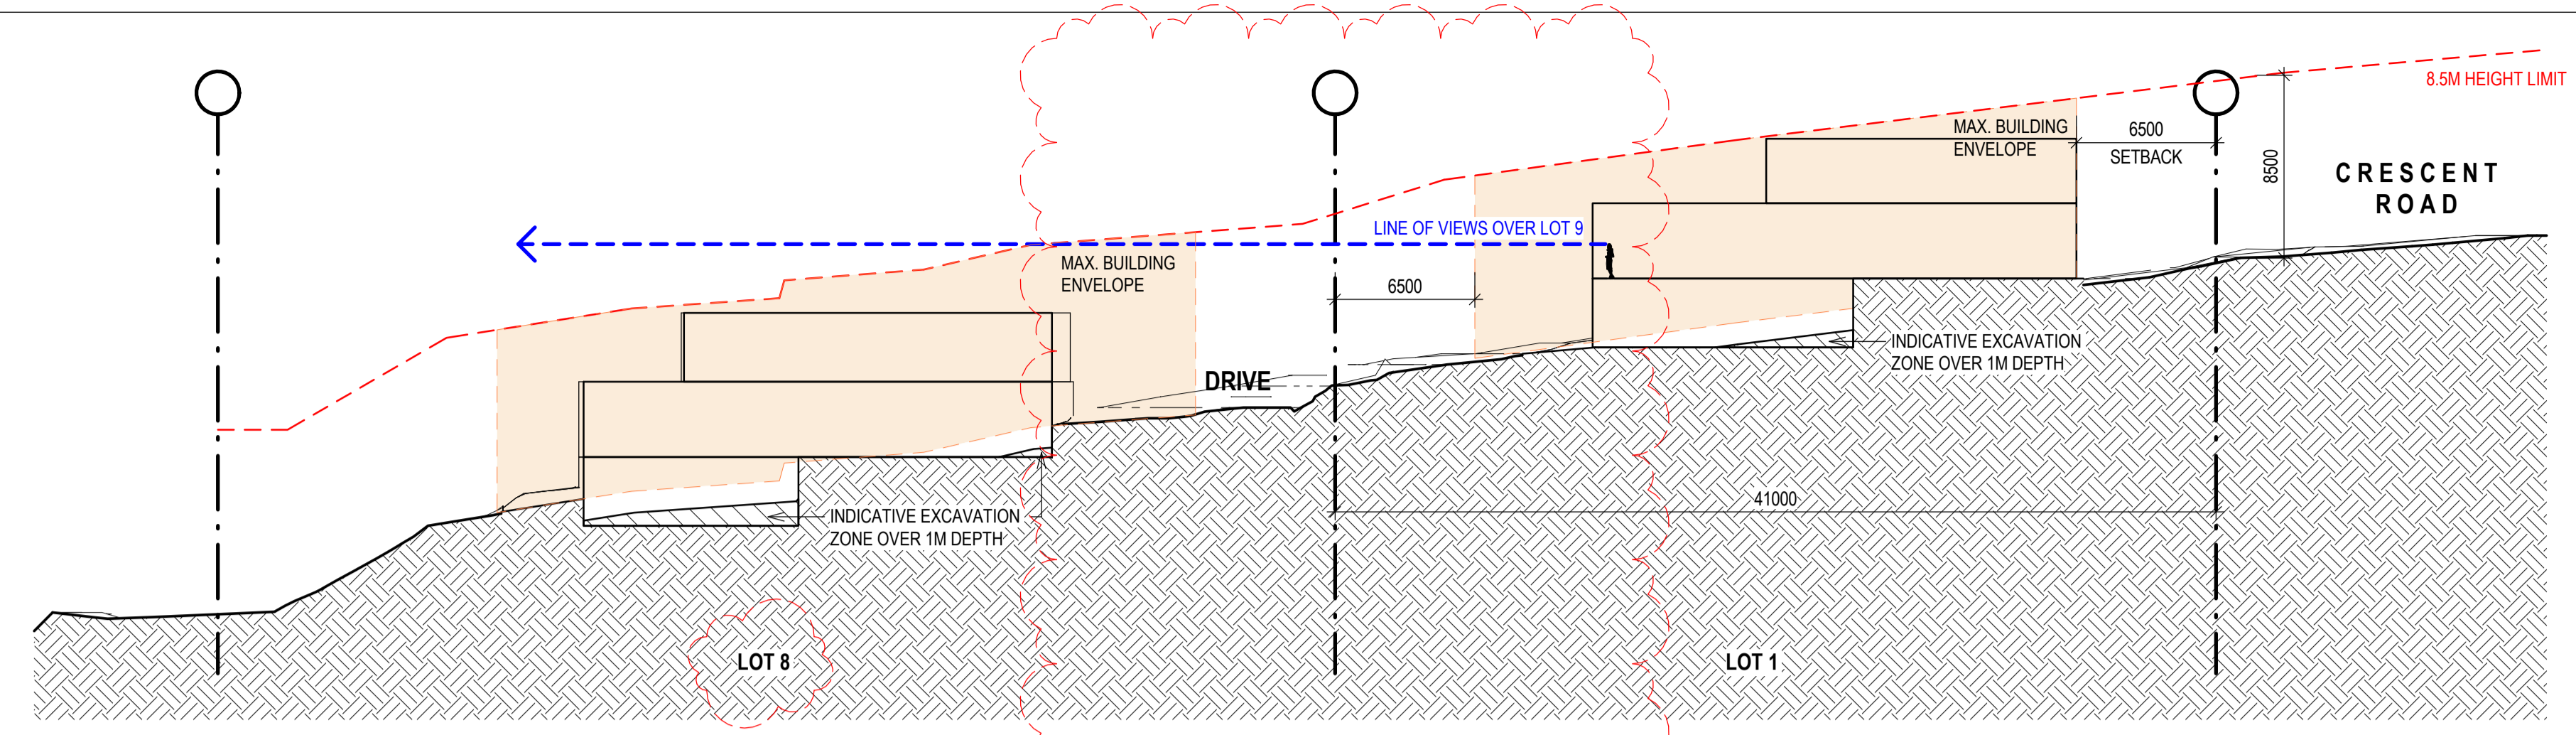 8.5M HEIGHT LIMIT
MAX. BUILDING
ENVELOPE
6500
SETBACK
8500
CRESCENT
ROAD
LINE OF VIEWS OVER LOT 9
MAX. BUILDING
ENVELOPE
6500
INDICATIVE EXCAVATION
ZONE OVER 1M DEPTH
DRIVE
41000
INDICATIVE EXCAVATION
ZONE OVER 1M DEPTH
LOT 8
LOT 1